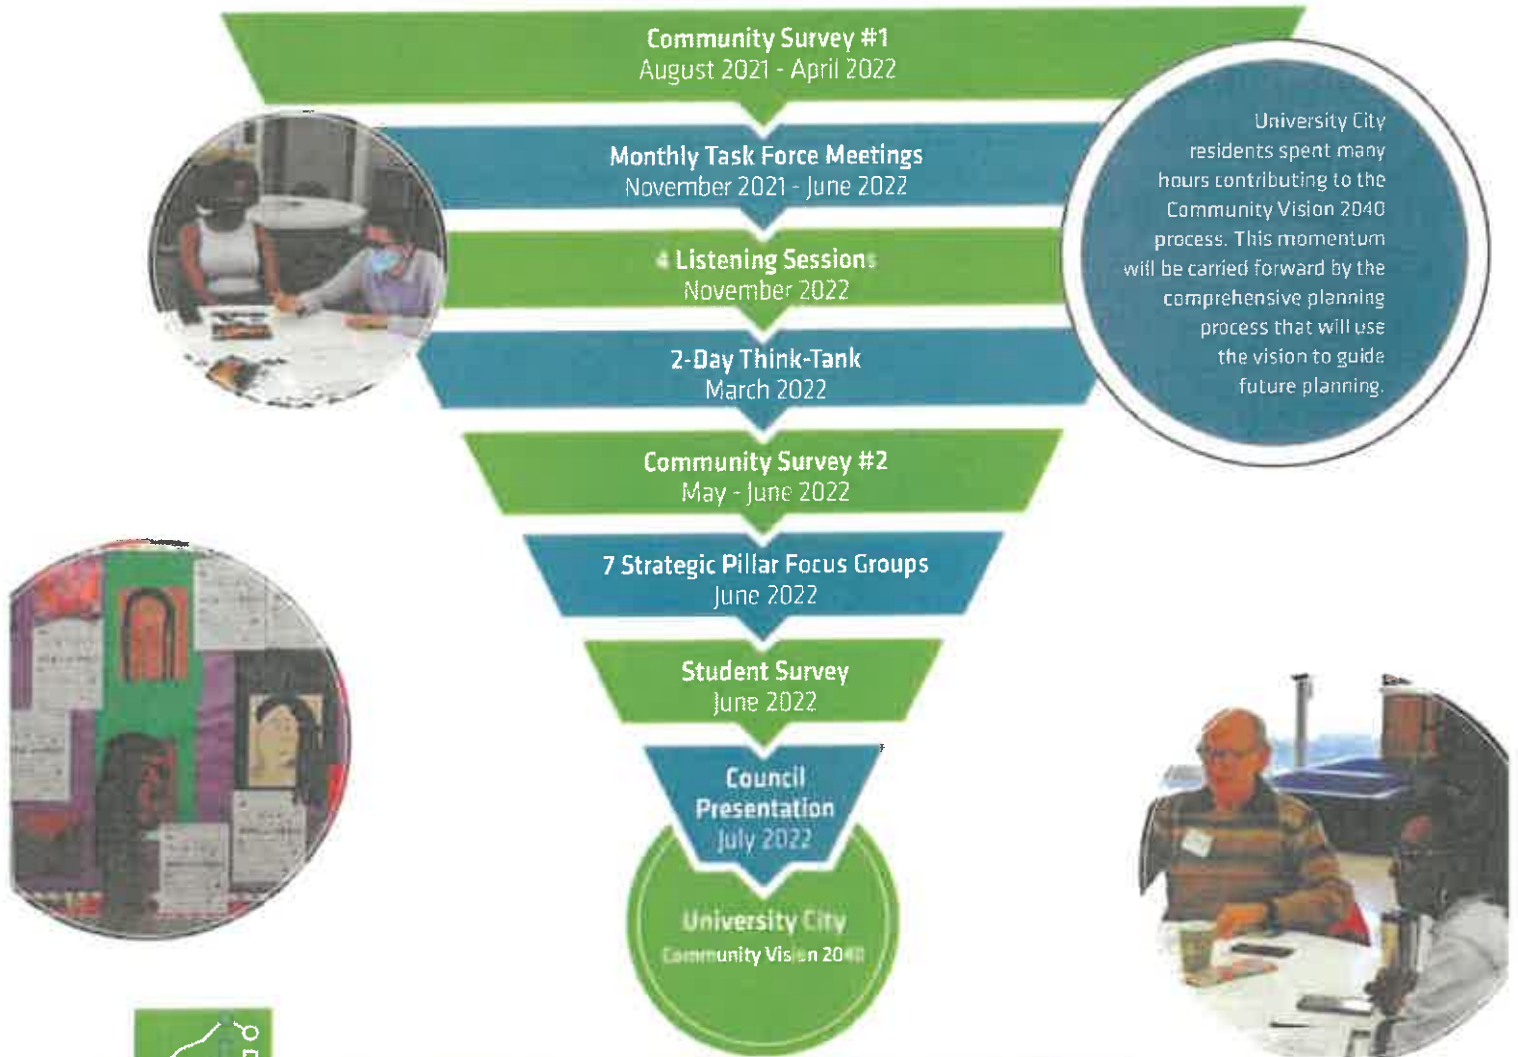 Community Survey #1
August 2021 - April 2022
Monthly Task Force Meetings
November 2021 - June 2022
4 Listening Sessions
November 2022
2-Day Think-Tank
March 2022
Community Survey #2
May - June 2022
7 Strategic Pillar Focus Groups
June 2022
Student Survey
June 2022
Council
Presentation
July 2022
University City
Community Vision 2040
University City
residents spent many
hours contributing to the
Community Vision 2040
process. This momentum
will be carried forward by the
comprehensive planning
process that will use
the vision to guide
future planning.